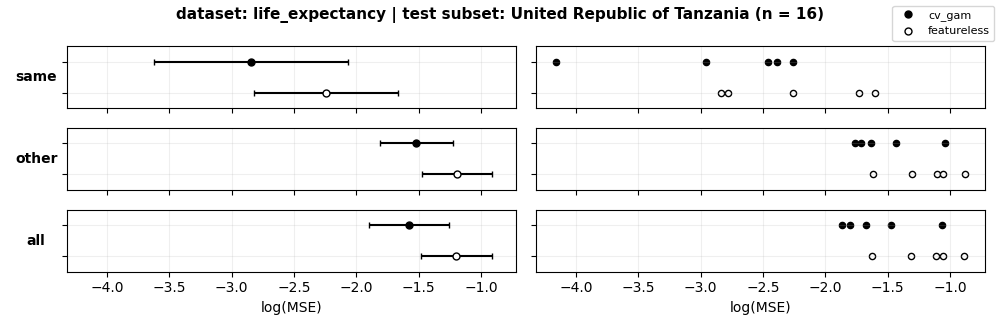 dataset: life_expectancy | test subset: United Republic of Tanzania (n = 16)
cv_gam
featureless
same
other
all
−4.0 −3.5 −3.0 −2.5 −2.0 −1.5 −1.0
−4.0 −3.5 −3.0 −2.5 −2.0 −1.5 −1.0
log(MSE)
log(MSE)